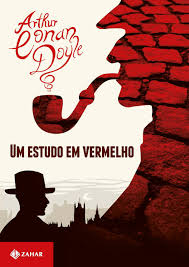 Arthur
Conan
Doyle
UM ESTUDO EM VERMELHO
ZAHAR